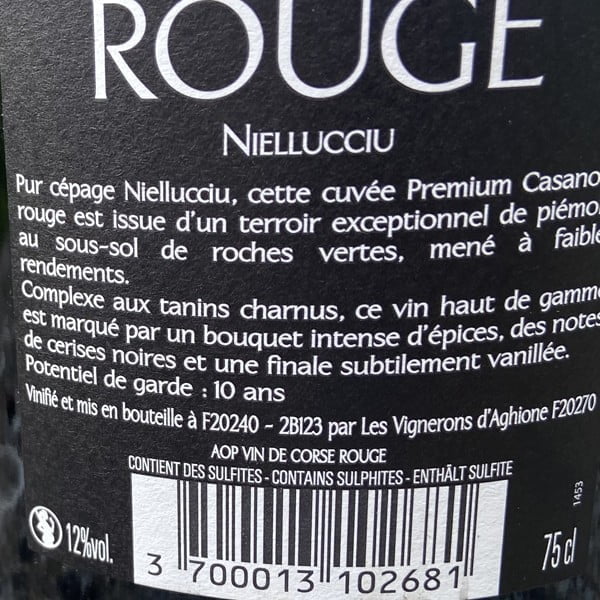 ROUGE
NIELLUCCIU
Pur cépage Niellucciu, cette cuvée Premium Casano
rouge est issue d'un terroir exceptionnel de piémo
au sous-sol de roches vertes, mené à faible
rendements.
Complexe aux tanins charnus, ce vin haut de gamme
est marqué par un bouquet intense d'épices, des notes
de cerises noires et une finale subtilement vanillée.
Potentiel de garde : 10 ans
Vinifié et mis en bouteille à F20240 - 2B123 par Les Vignerons d'Aghione F20270
AOP VIN DE CORSE ROUGE
CONTIENT DES SULFITES - CONTAINS SULPHITES - ENTHÄLT SULFITE
12%vol.
3 700013 102681
75 cl
1453